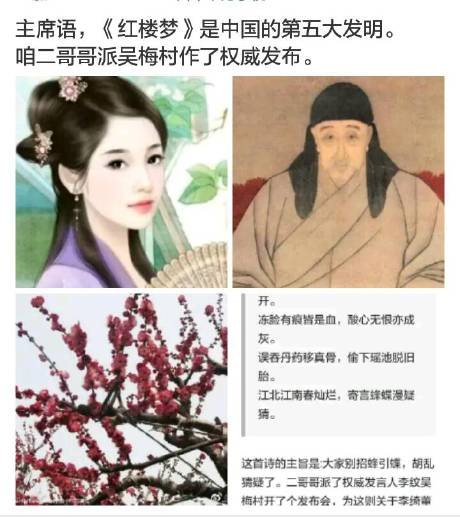 主席语，《红楼梦》是中国的第五大发明。
咱二哥哥派吴梅村作了权威发布。
开。
冻脸有痕皆是血，酸心无恨亦成
灰。
误吞丹药移真骨，偷下瑶池脱旧
胎。
江北江南春灿烂，寄言蜂蝶漫疑
猜。
这首诗的主旨是:大家别招蜂引蝶，胡乱
猜疑了。二哥哥派了权威发言人李纹吴
梅村开了个发布会，为这则关于李绮薰